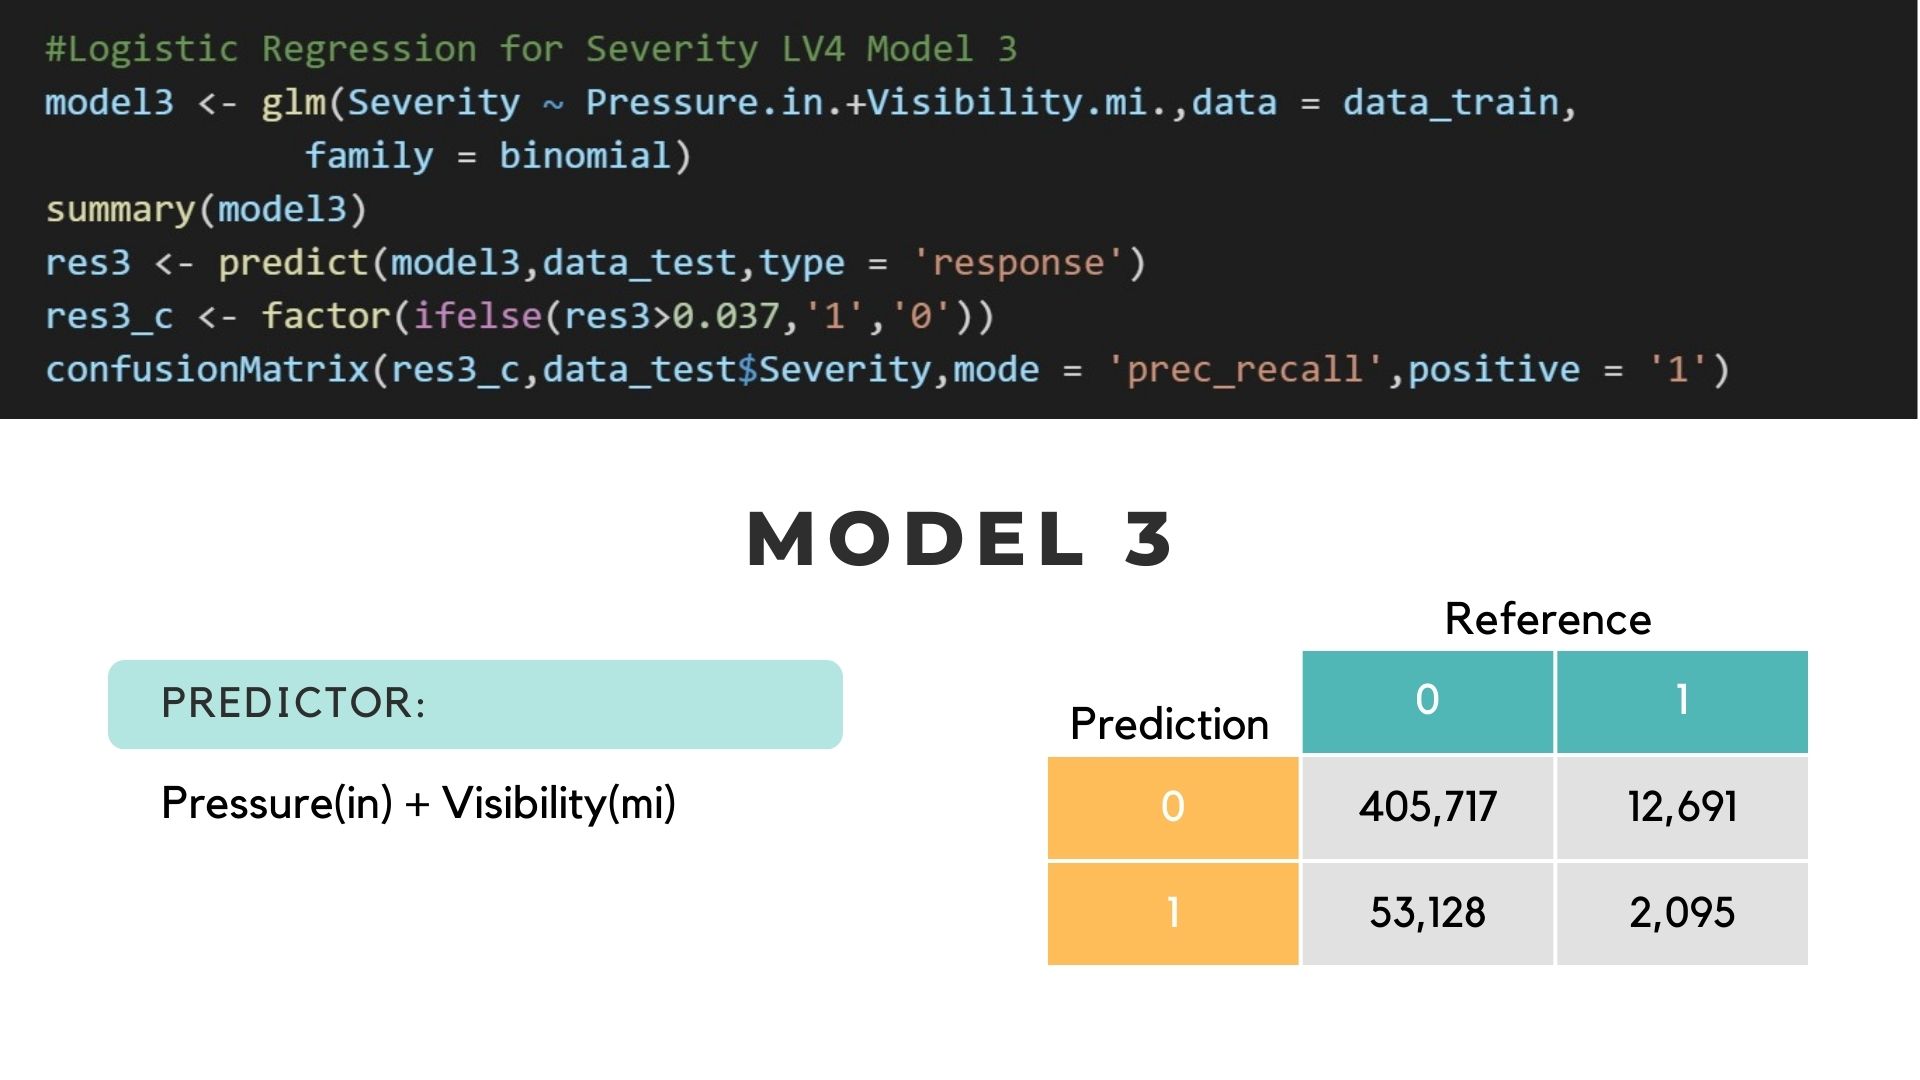 #Logistic Regression for Severity LV4 Model 3
model3 <- glm(Severity ~ Pressure.in.+Visibility.mi.,data = data_train,
            family = binomial)
summary(model3)
res3 <- predict(model3,data_test,type = 'response')
res3_c <- factor(ifelse(res3>0.037,'1','0'))
confusionMatrix(res3_c,data_test$Severity,mode = 'prec_recall',positive = '1')
MODEL 3
PREDICTOR:
Pressure(in) + Visibility(mi)
Reference
Prediction 0 1
0 405,717 12,691
1 53,128 2,095